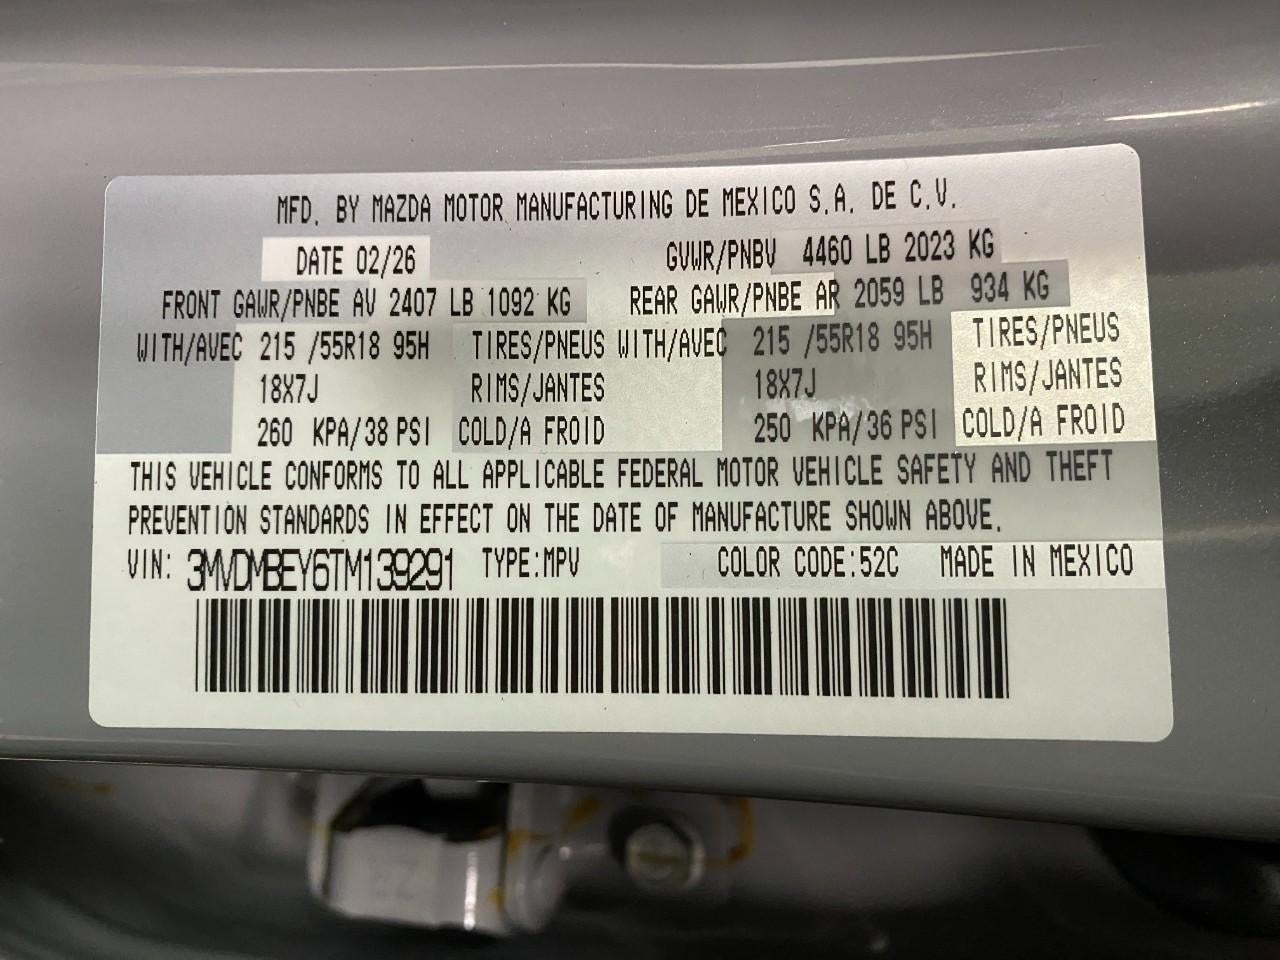 MFD. BY MAZDA MOTOR MANUFACTURING DE MEXICO S.A. DE C.V.
DATE 02/26 GVWR/PNBV 4460 LB 2023 KG
FRONT GAWR/PNBE AV 2407 LB 1092 KG REAR GAWR/PNBE AR 2059 LB 934 KG
WITH/AVEC 215 /55R18 95H TIRES/PNEUS WITH/AVEC 215 /55R18 95H TIRES/PNEUS
18X7J RIMS/JANTES 18X7J RIMS/JANTES
260 KPA/38 PSI COLD/A FROID 250 KPA/36 PSI COLD/A FROID
THIS VEHICLE CONFORMS TO ALL APPLICABLE FEDERAL MOTOR VEHICLE SAFETY AND THEFT
PREVENTION STANDARDS IN EFFECT ON THE DATE OF MANUFACTURE SHOWN ABOVE.
VIN: 3MVDMBEY6TM139291 TYPE:MPV COLOR CODE:52C MADE IN MEXICO